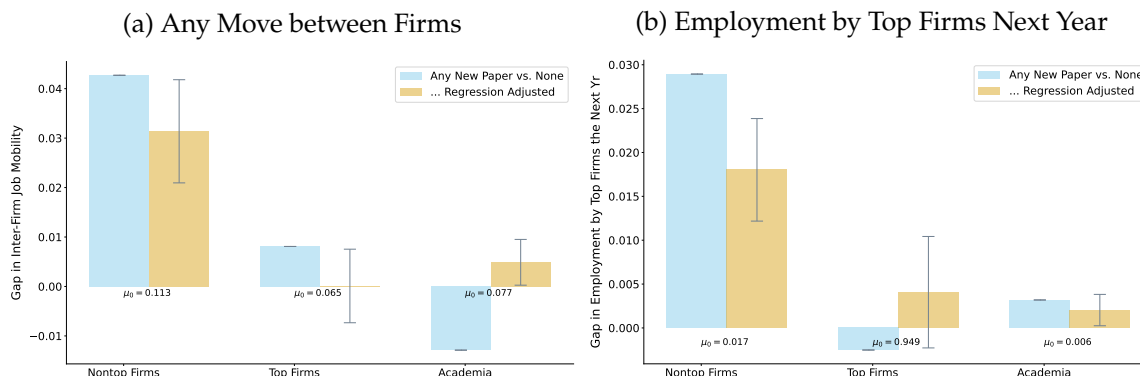 (a) Any Move between Firms
Gap in Inter-Firm Job Mobility
0.04
0.03
0.02
0.01
0.00
−0.01
Any New Paper vs. None
... Regression Adjusted
μ₀ = 0.113
μ₀ = 0.065
μ₀ = 0.077
Nontop Firms
Top Firms
Academia
(b) Employment by Top Firms Next Year
Gap in Employment by Top Firms the Next Yr
0.030
0.025
0.020
0.015
0.010
0.005
0.000
Any New Paper vs. None
... Regression Adjusted
μ₀ = 0.017
μ₀ = 0.949
μ₀ = 0.006
Nontop Firms
Top Firms
Academia